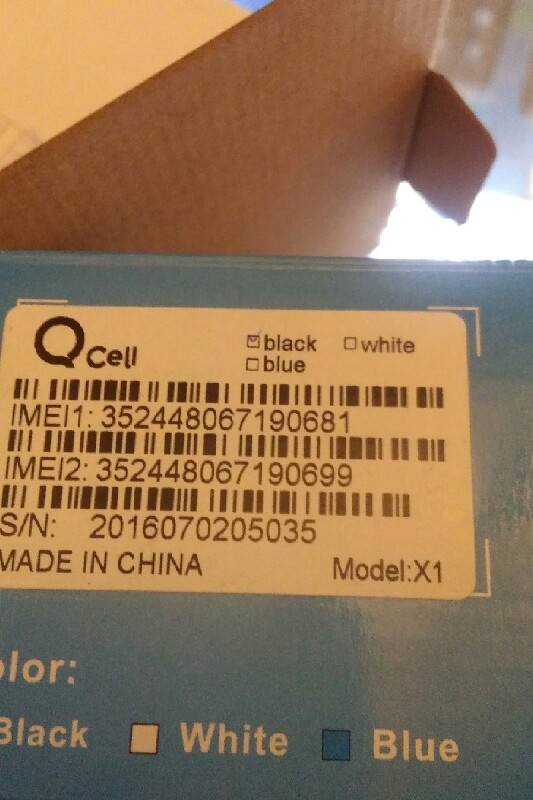 QCell
black white
blue
IMEI1: 352448067190681
IMEI2: 352448067190699
S/N: 2016070205035
MADE IN CHINA Model:X1
olor:
Black White Blue